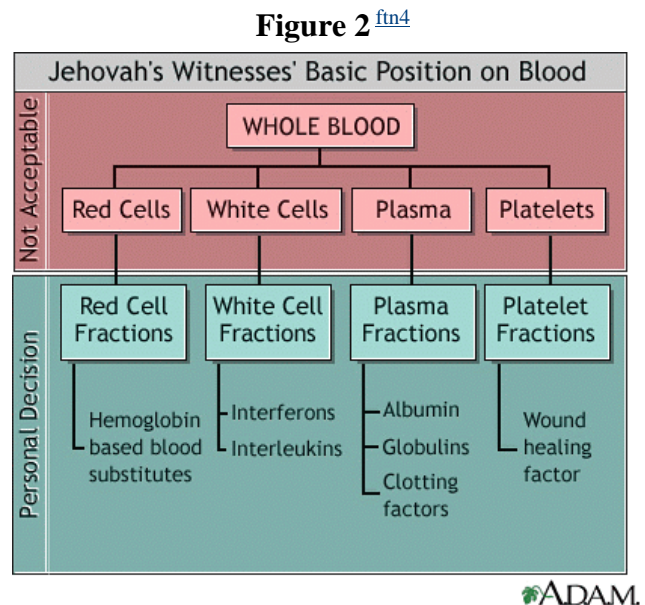 Figure 2 ftn4
Jehovah's Witnesses' Basic Position on Blood
Not Acceptable
WHOLE BLOOD
Red Cells
White Cells
Plasma
Platelets
Personal Decision
Red Cell
Fractions
White Cell
Fractions
Plasma
Fractions
Platelet
Fractions
Hemoglobin
based blood
substitutes
Interferons
Interleukins
Albumin
Globulins
Clotting
factors
Wound
healing
factor
A.D.A.M.